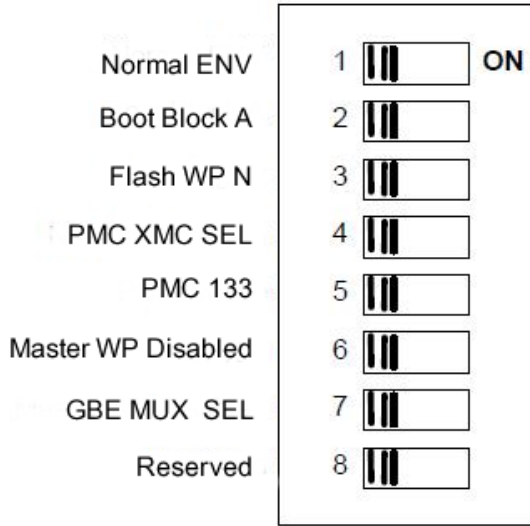 Normal ENV 1 ON
Boot Block A 2
Flash WP N 3
PMC XMC SEL 4
PMC 133 5
Master WP Disabled 6
GBE MUX SEL 7
Reserved 8